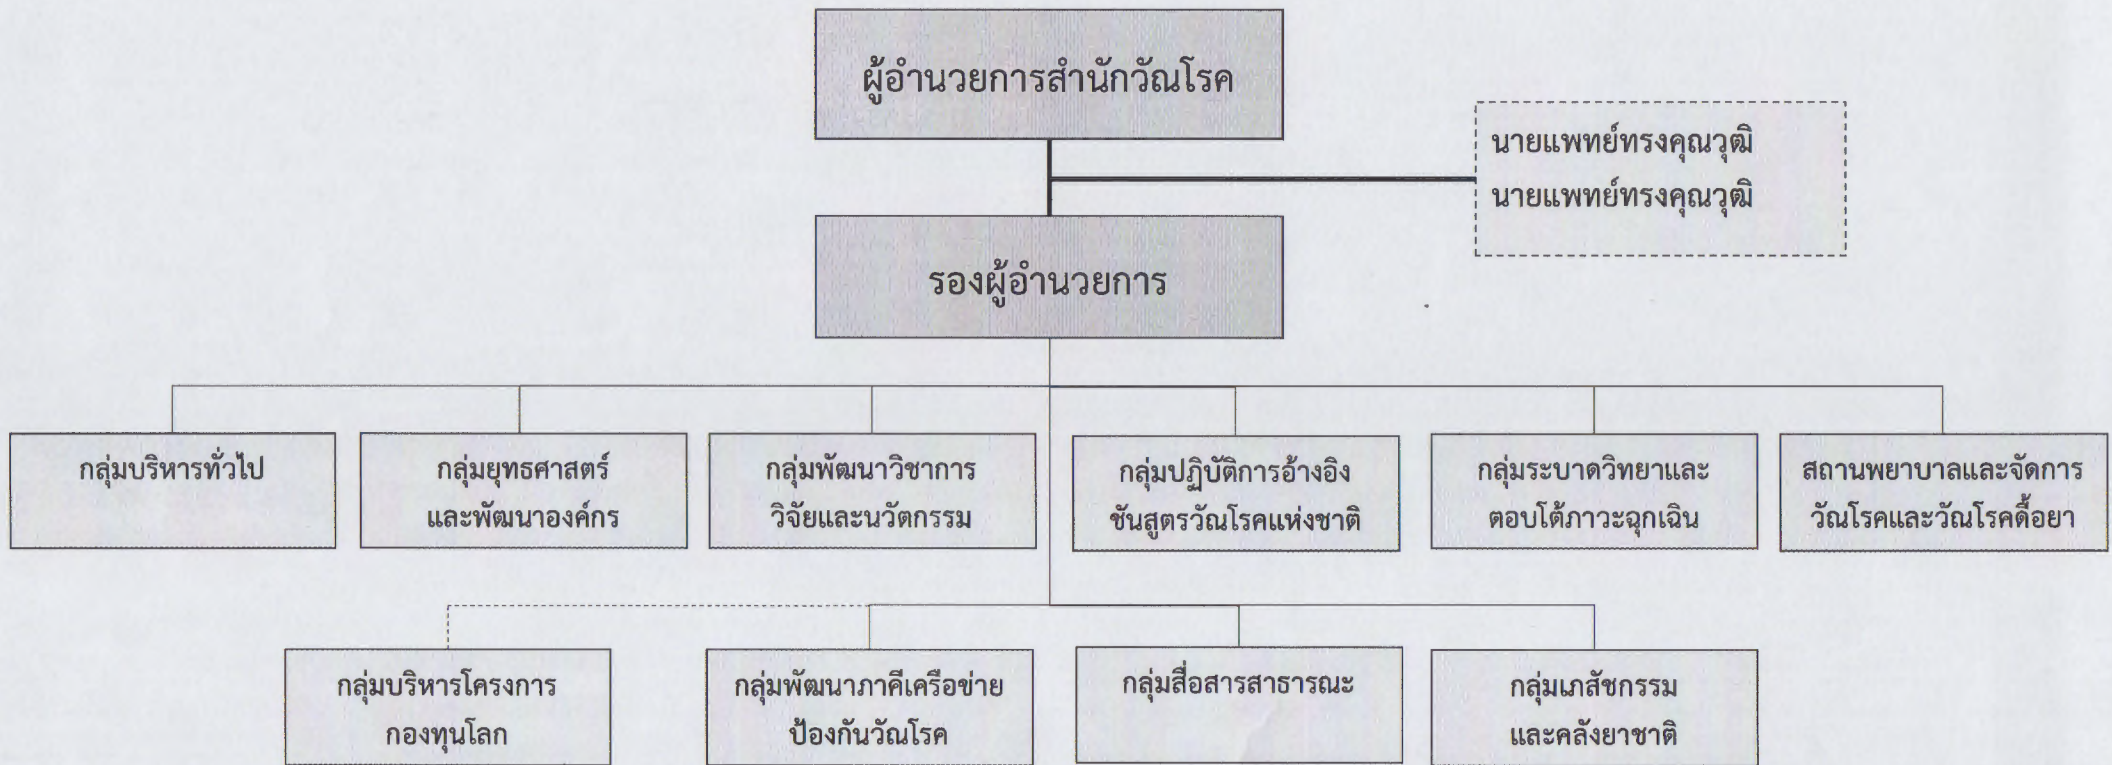 ผู้อำนวยการสำนักวัณโรค
นายแพทย์ทรงคุณวุฒิ
นายแพทย์ทรงคุณวุฒิ
รองผู้อำนวยการ
กลุ่มบริหารทั่วไป
กลุ่มยุทธศาสตร์
และพัฒนาองค์กร
กลุ่มพัฒนาวิชาการ
วิจัยและนวัตกรรม
กลุ่มปฏิบัติการอ้างอิง
ชันสูตรวัณโรคแห่งชาติ
กลุ่มระบาดวิทยาและ
ตอบโต้ภาวะฉุกเฉิน
สถานพยาบาลและจัดการ
วัณโรคและวัณโรคดื้อยา
กลุ่มบริหารโครงการ
กองทุนโลก
กลุ่มพัฒนาภาคีเครือข่าย
ป้องกันวัณโรค
กลุ่มสื่อสารสาธารณะ
กลุ่มเภสัชกรรม
และคลังยาชาติ